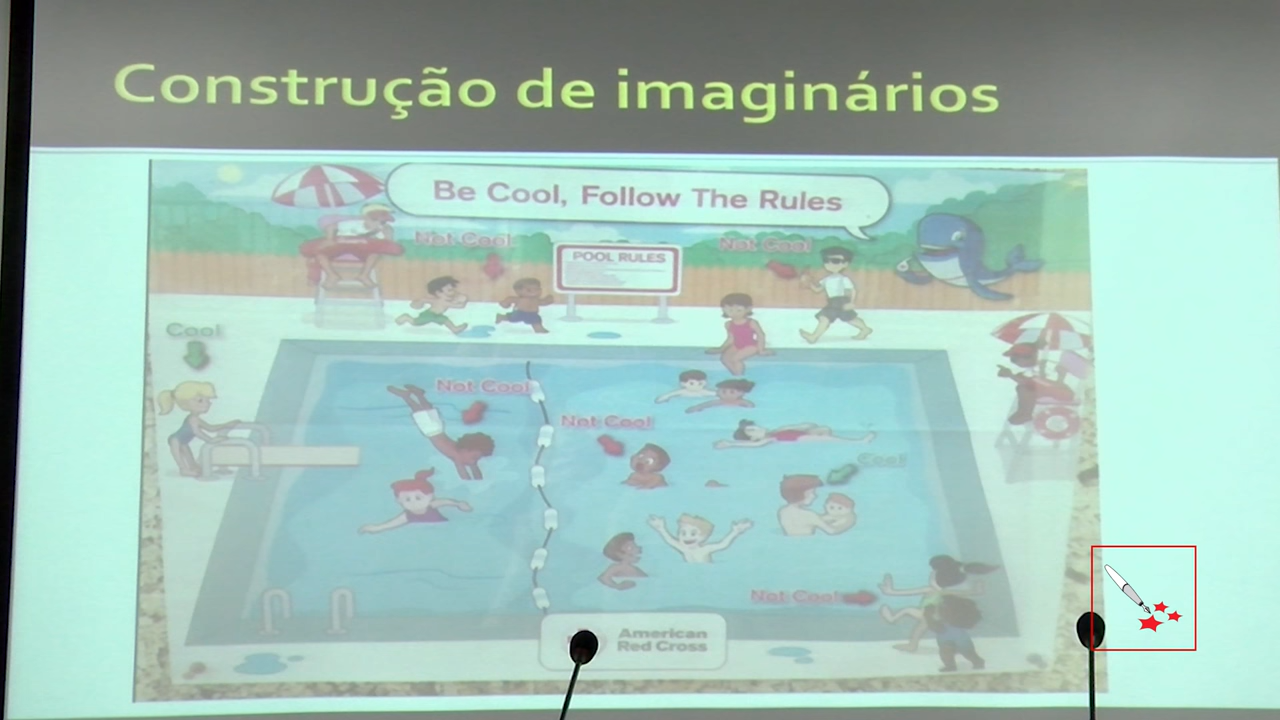 Construção de imaginários
Be Cool, Follow The Rules
Not Cool
Not Cool
POOL RULES
Cool
Not Cool
Not Cool
Cool
Not Cool
American
Red Cross